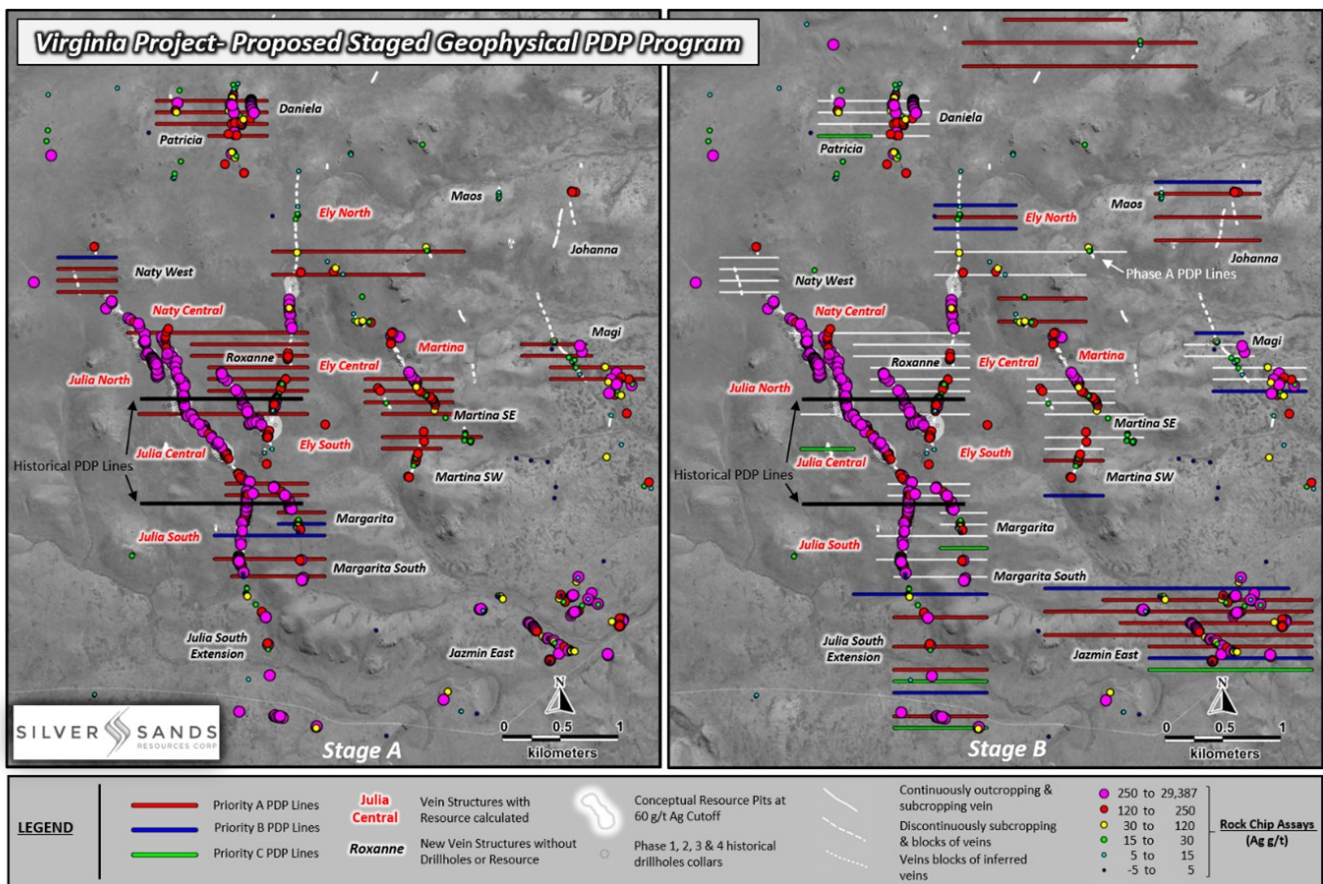 Virginia Project- Proposed Staged Geophysical PDP Program
Daniela
Patricia
Ely North
Maos
Johanna
Naty West
Naty Central
Roxanne
Ely Central
Martina
Magi
Julia North
Martina SE
Ely South
Julia Central
Historical PDP Lines
Martina SW
Margarita
Julia South
Margarita South
Julia South
Extension
Jazmin East
N
0 0.5 1
kilometers
SILVER SANDS
RESOURCES CORP
Stage A
Daniela
Patricia
Maos
Ely North
Johanna
Phase A PDP Lines
Naty West
Naty Central
Roxanne
Ely Central
Martina
Magi
Julia North
Martina SE
Ely South
Julia Central
Historical PDP Lines
Martina SW
Margarita
Julia South
Margarita South
Julia South
Extension
Jazmin East
N
0 0.5 1
kilometers
Stage B
LEGEND
Priority A PDP Lines
Priority B PDP Lines
Priority C PDP Lines
Julia
Central
Vein Structures with
Resource calculated
Roxanne
New Vein Structures without
Drillholes or Resource
Conceptual Resource Pits at
60 g/t Ag Cutoff
Phase 1, 2, 3 & 4 historical
drillholes collars
Continuously outcropping &
subcropping vein
Discontinuously subcropping
& blocks of veins
Veins blocks of inferred
veins
250 to 29,387
120 to 250
30 to 120
15 to 30
5 to 15
-5 to 5
Rock Chip Assays
(Ag g/t)